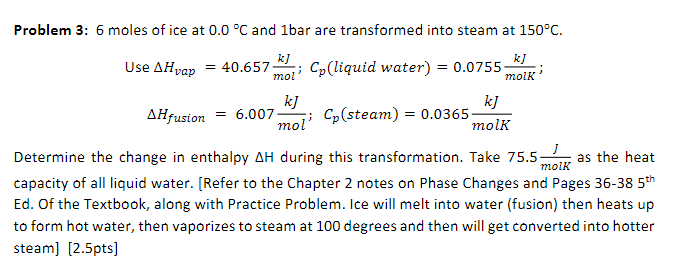 Problem 3: 6 moles of ice at 0.0 °C and 1bar are transformed into steam at 150°C.
Use ΔHvap = 40.657 kJ/mol; Cp(liquid water) = 0.0755 kJ/molK;
ΔHfusion = 6.007 kJ/mol; Cp(steam) = 0.0365 kJ/molK
Determine the change in enthalpy ΔH during this transformation. Take 75.5 J/molK as the heat
capacity of all liquid water. [Refer to the Chapter 2 notes on Phase Changes and Pages 36-38 5th
Ed. Of the Textbook, along with Practice Problem. Ice will melt into water (fusion) then heats up
to form hot water, then vaporizes to steam at 100 degrees and then will get converted into hotter
steam] [2.5pts]